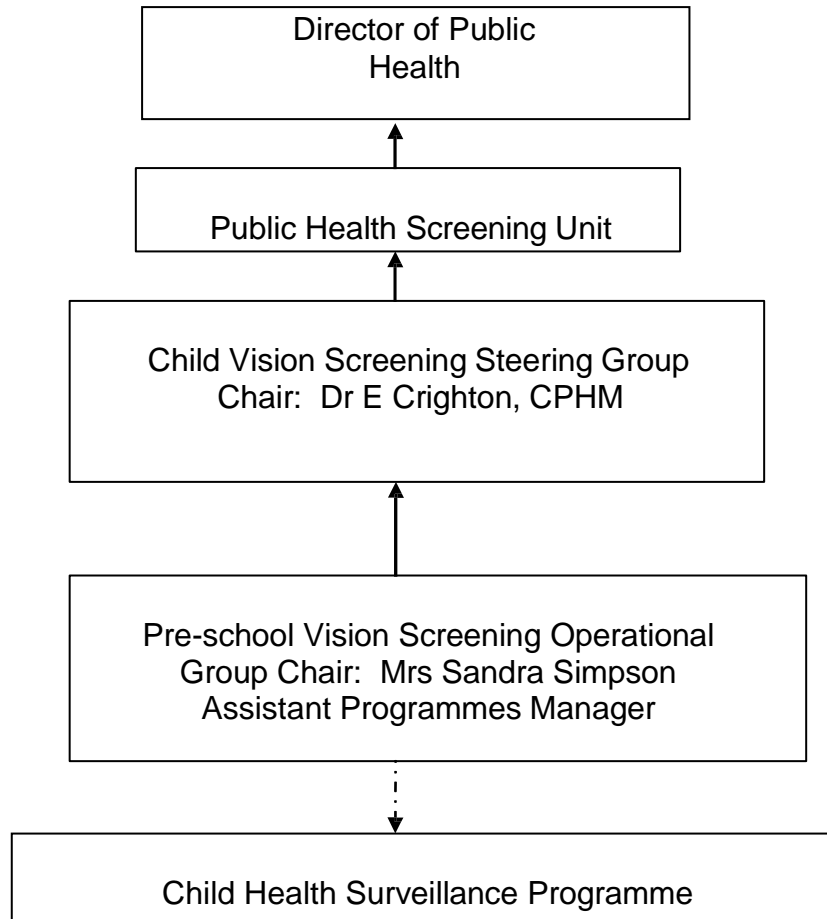 Director of Public
Health
Public Health Screening Unit
Child Vision Screening Steering Group
Chair:  Dr E Crighton, CPHM
Pre-school Vision Screening Operational
Group Chair:  Mrs Sandra Simpson
Assistant Programmes Manager
Child Health Surveillance Programme